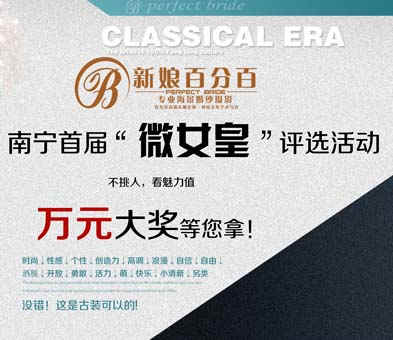 perfect bride
CLASSICAL ERA
B
新娘百分百
PERFECT BRIDE
专业海景婚纱摄影
南宁首届“微女皇”评选活动
不挑人，看魅力值
万元大奖等您拿！
时尚，性感，个性，创造力，高调，浪漫，自信，自由，
洒脱，开放，勇敢，活力，萌，快乐，小清新，另类
没错！这是古装可以的！